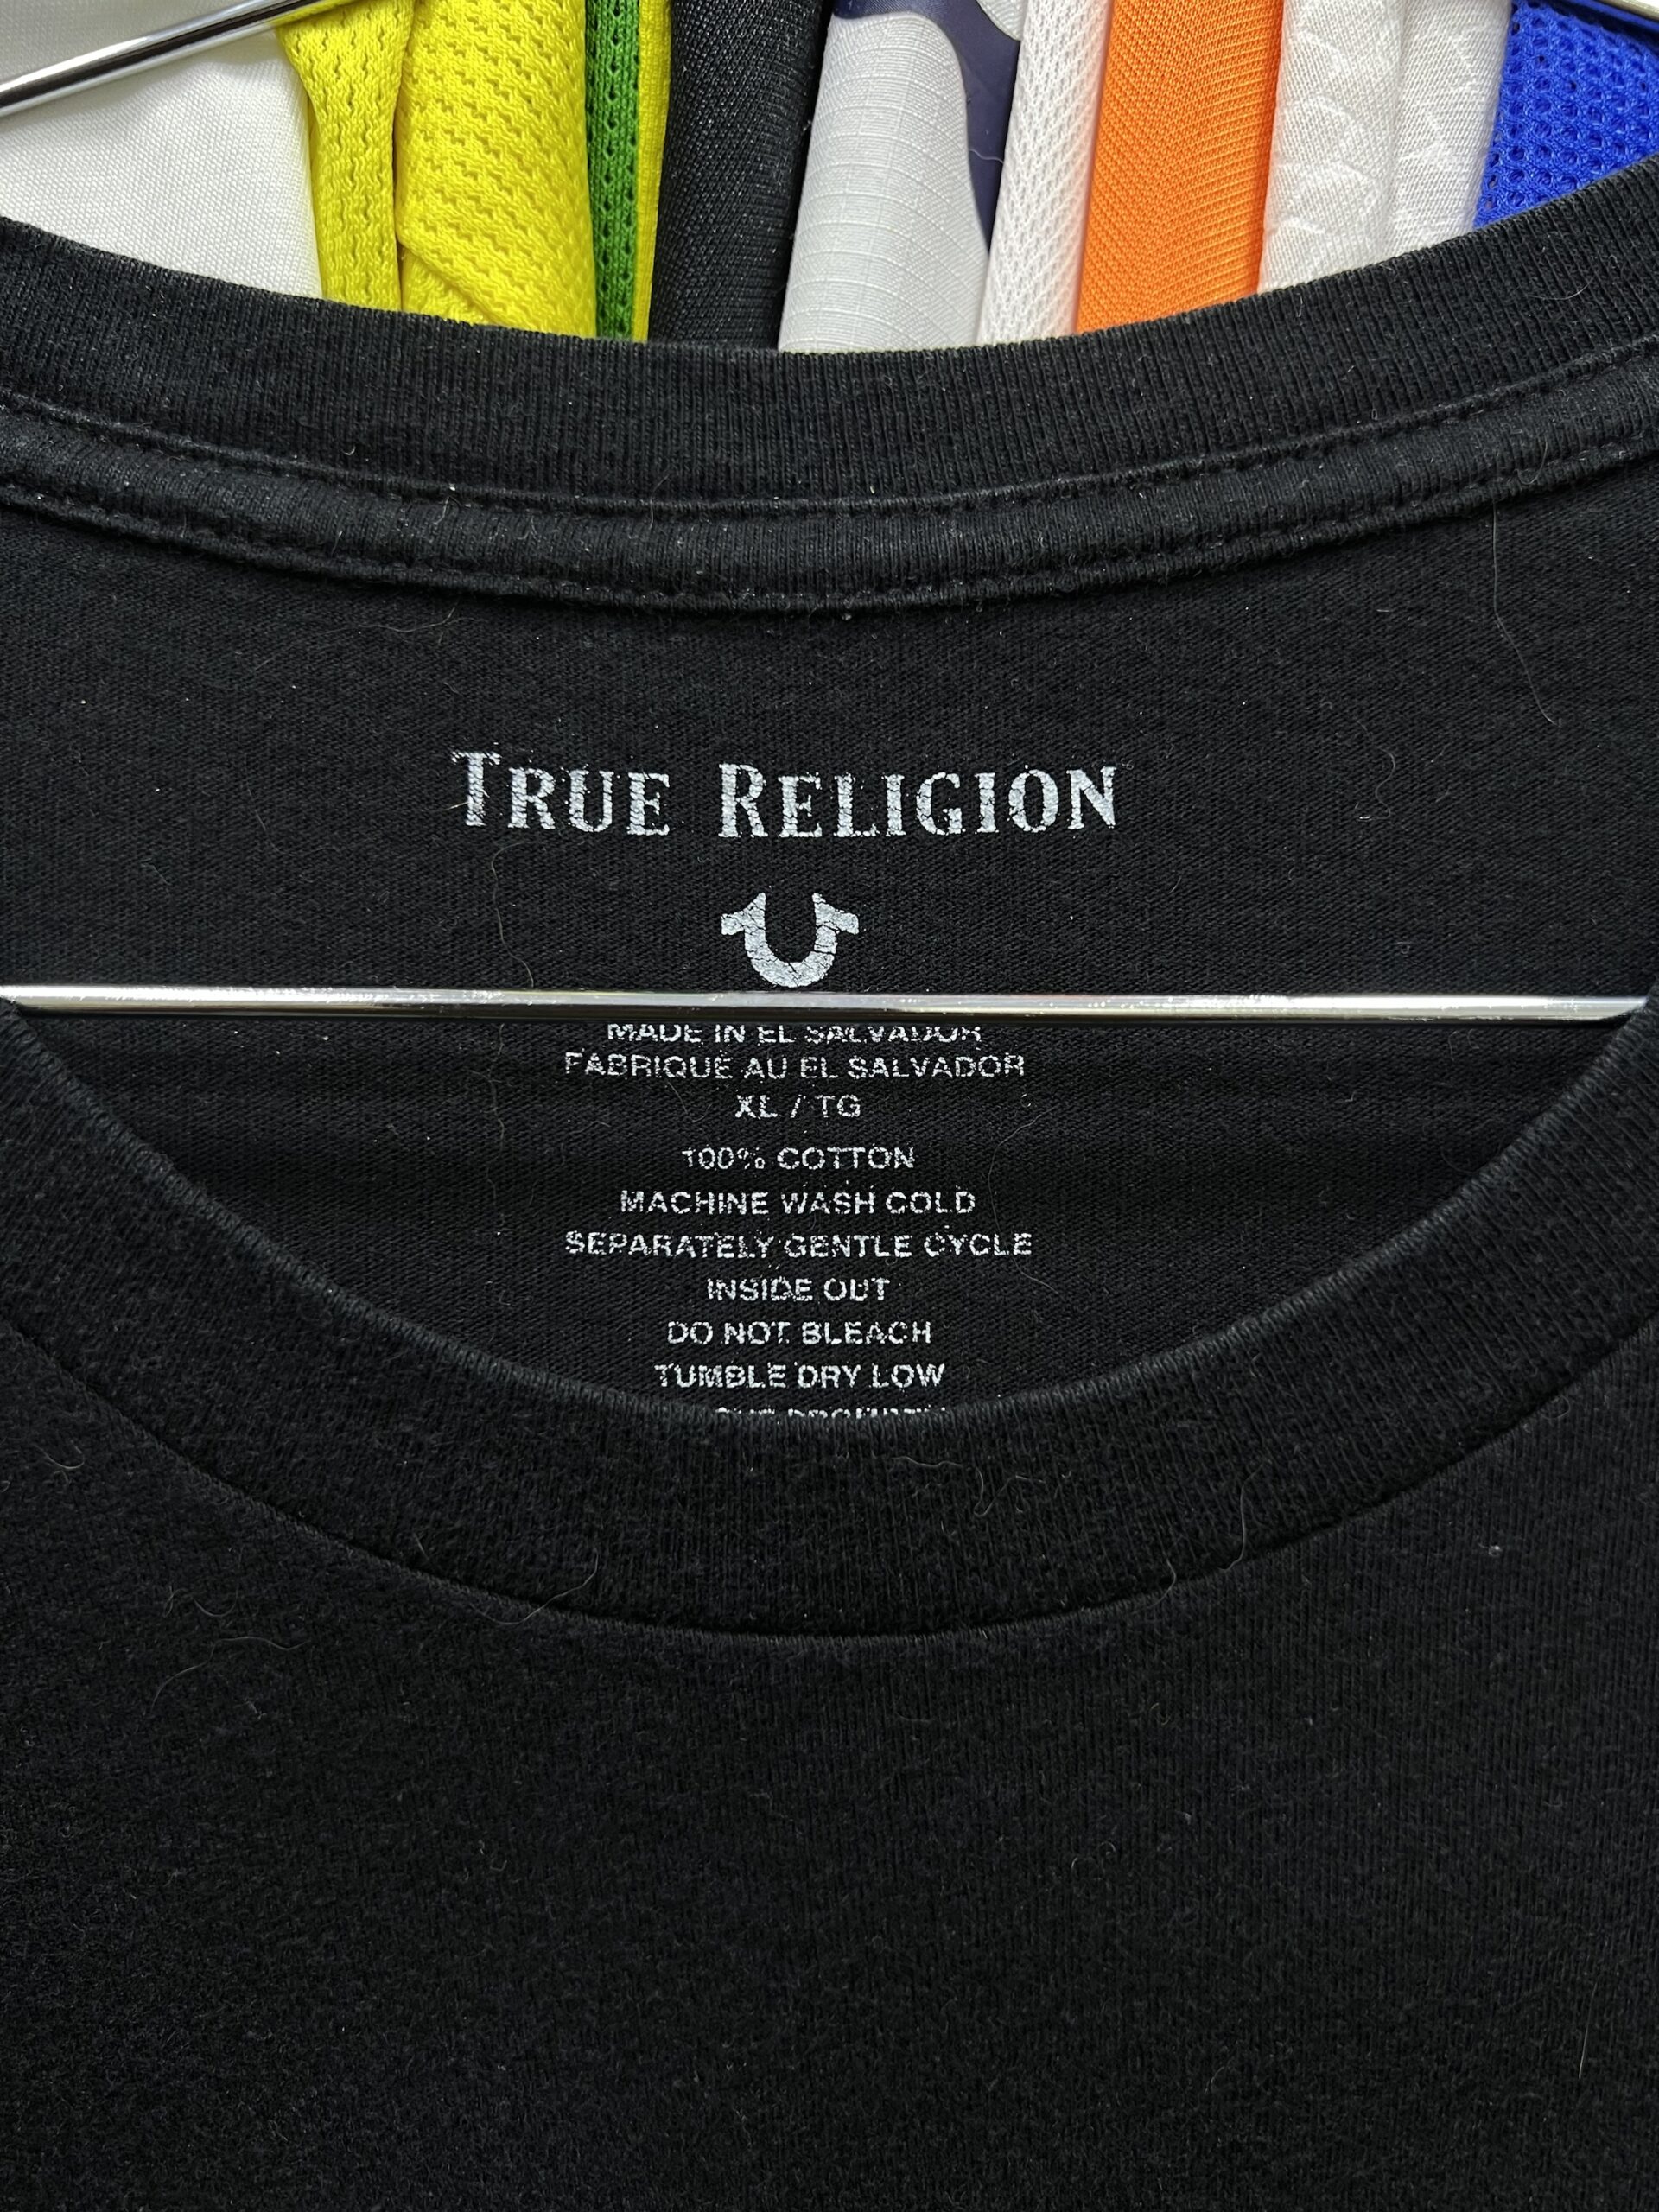 TRUE RELIGION
MADE IN EL SALVADOR
FABRIQUE AU EL SALVADOR
XL / TG
100% COTTON
MACHINE WASH COLD
SEPARATELY GENTLE CYCLE
INSIDE OUT
DO NOT BLEACH
TUMBLE DRY LOW